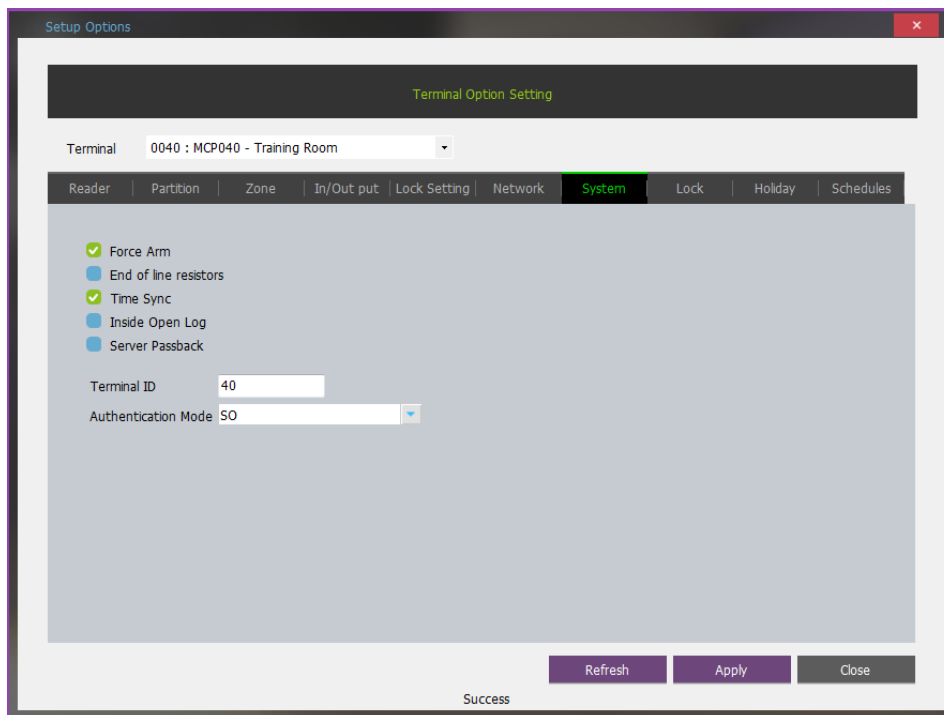 Setup Options
Terminal Option Setting
Terminal 0040 : MCP040 - Training Room
Reader Partition Zone In/Out put Lock Setting Network System Lock Holiday Schedules
Force Arm
End of line resistors
Time Sync
Inside Open Log
Server Passback
Terminal ID 40
Authentication Mode SO
Refresh Apply Close
Success